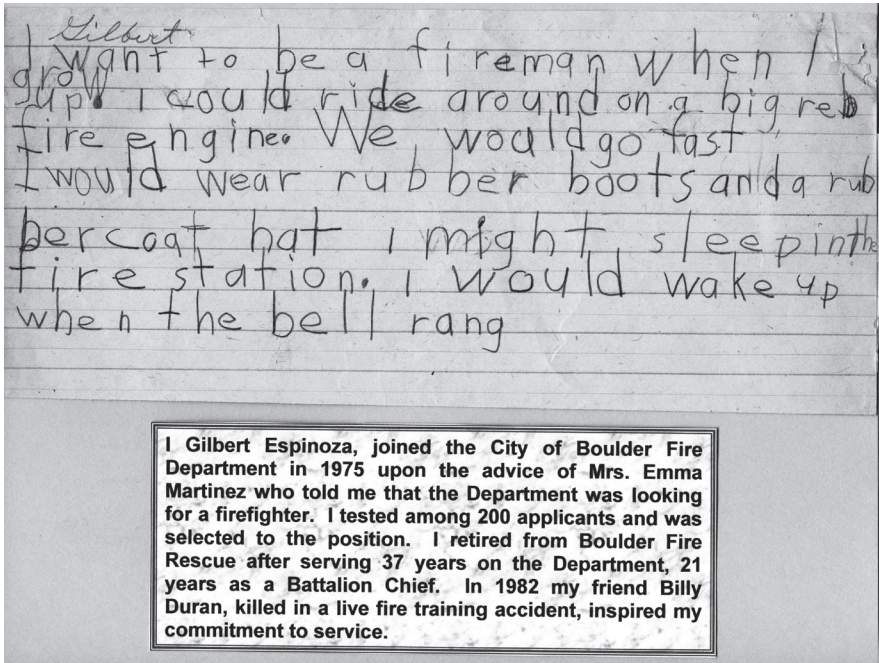 Gilbert
I want to be a fireman when I
grow
up. I would ride around on a big red
fire engine. We would go fast
I would wear rubber boots and a rub
bercoat hat i might sleep in the
fire station. I would wake up
when the bell rang
I Gilbert Espinoza, joined the City of Boulder Fire
Department in 1975 upon the advice of Mrs. Emma
Martinez who told me that the Department was looking
for a firefighter. I tested among 200 applicants and was
selected to the position. I retired from Boulder Fire
Rescue after serving 37 years on the Department, 21
years as a Battalion Chief. In 1982 my friend Billy
Duran, killed in a live fire training accident, inspired my
commitment to service.